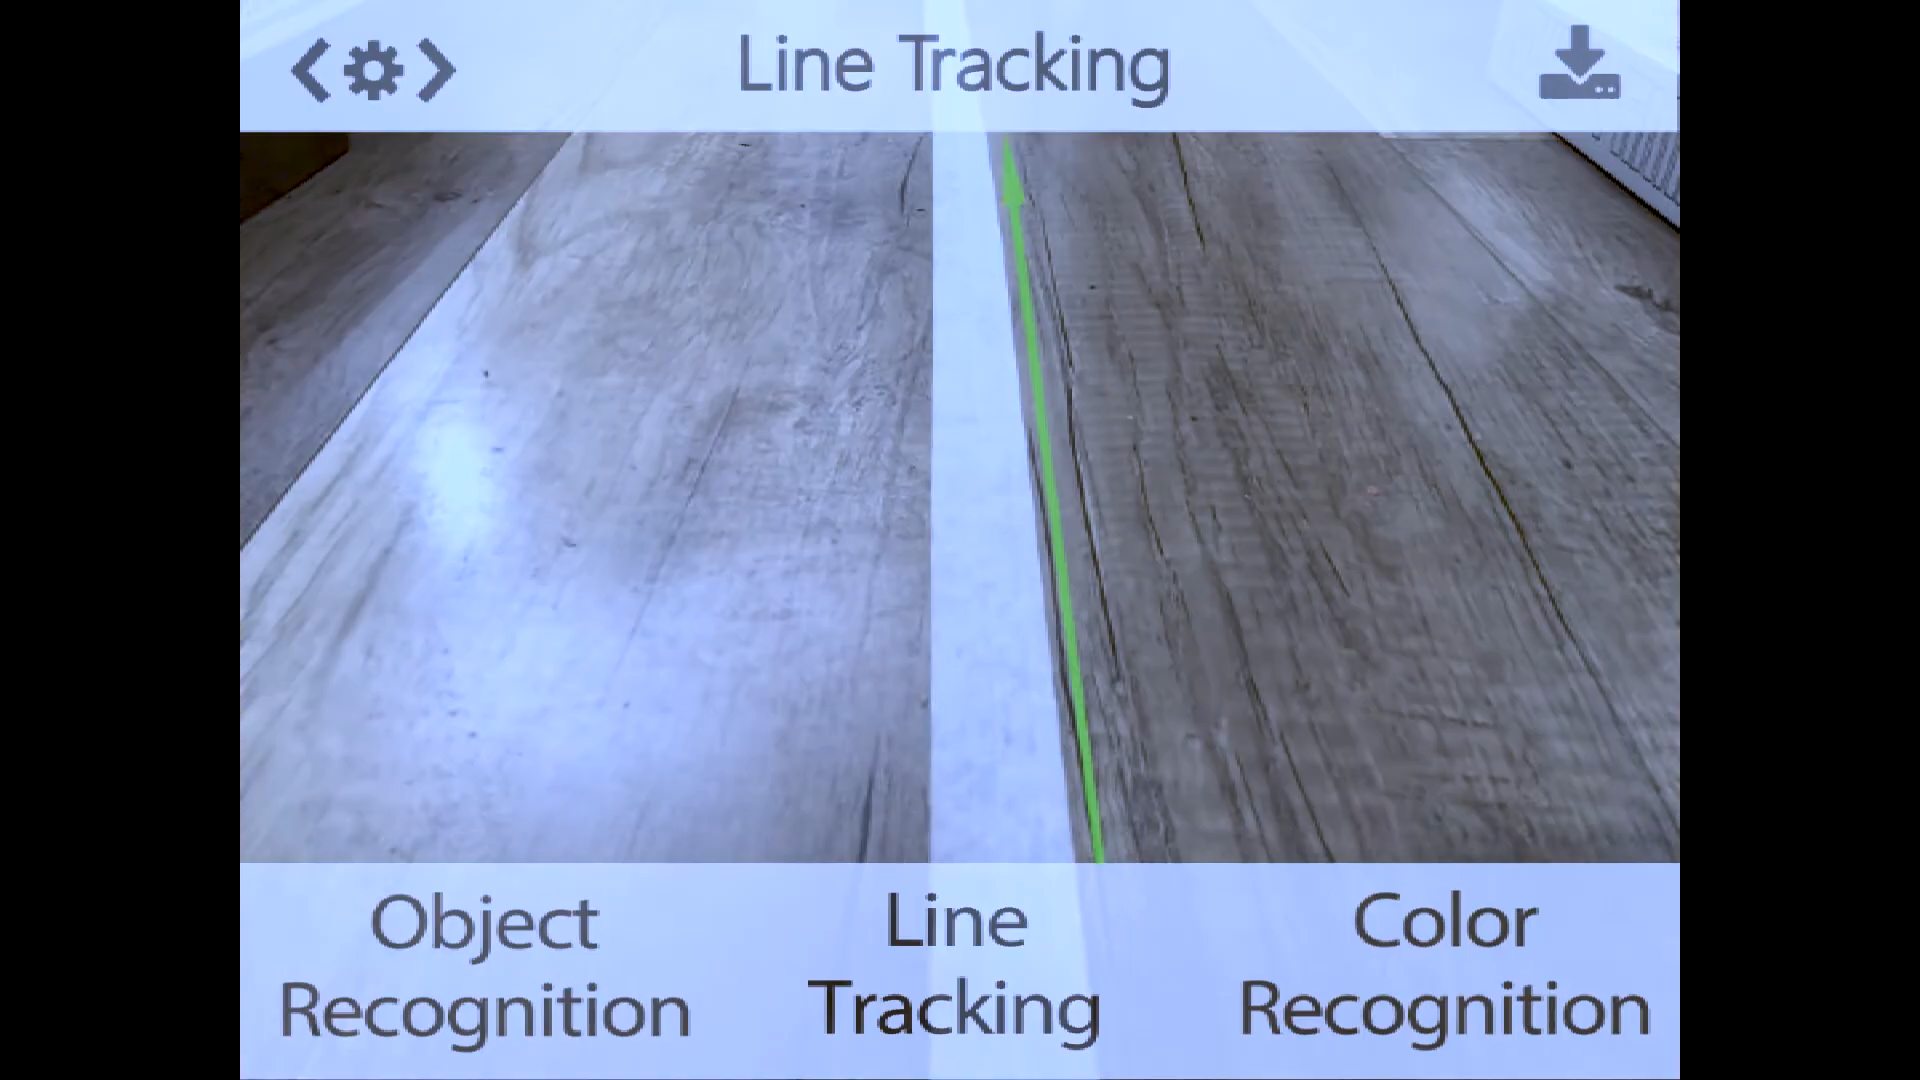 Line Tracking
Object
Recognition
Line
Tracking
Color
Recognition